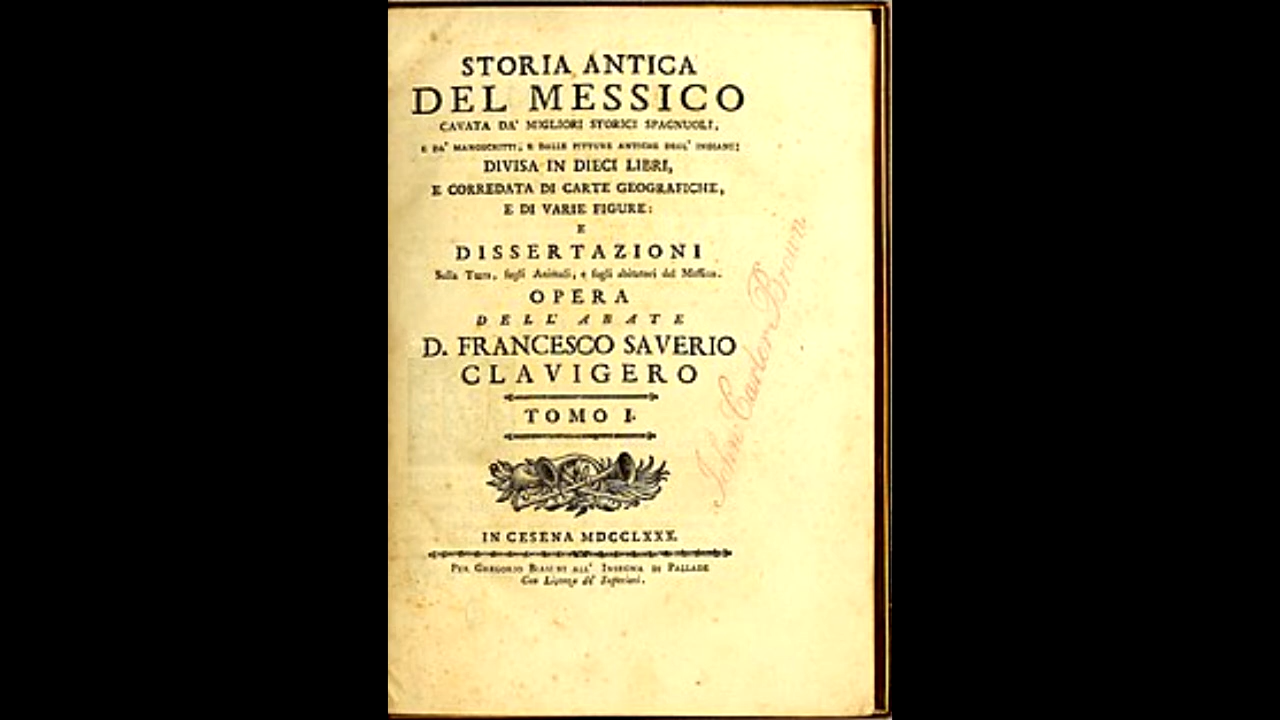 STORIA ANTICA
DEL MESSICO
CAVATA DA' MIGLIORI STORICI SPAGNUOLI,
E DA' MANOSCRITTI, E DALLE PITTURE ANTICHE DEGL' INDIANI:
DIVISA IN DIECI LIBRI,
E CORREDATA DI CARTE GEOGRAFICHE,
E DI VARIE FIGURE:
E
DISSERTAZIONI
Sulla Terra, sugli Animali, e sugli abitatori del Messico.
OPERA
DELL' ABATE
D. FRANCESCO SAVERIO
CLAVIGERO
TOMO I.
IN CESENA MDCCLXXX.
PER GREGORIO BIASINI ALL' INSEGNA DI PALLADE
Con Licenza de' Superiori.
John Carter Brown